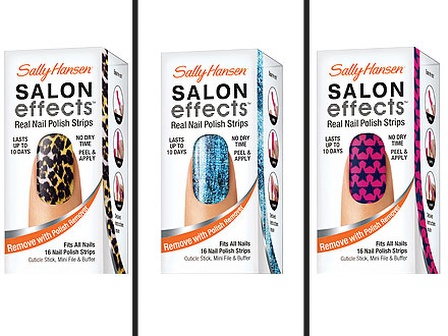 Sally Hansen
SALON
effects™
Real Nail Polish Strips
LASTS
UP TO
10 DAYS
NO DRY
TIME
PEEL &
APPLY
Remove with Polish Remover
Fits All Nails
16 Nail Polish Strips
Cuticle Stick, Mini File & Buffer
Sally Hansen
SALON
effects™
Real Nail Polish Strips
LASTS
UP TO
10 DAYS
NO DRY
TIME
PEEL &
APPLY
Remove with Polish Remover
Fits All Nails
16 Nail Polish Strips
Cuticle Stick, Mini File & Buffer
Sally Hansen
SALON
effects™
Real Nail Polish Strips
LASTS
UP TO
10 DAYS
NO DRY
TIME
PEEL &
APPLY
Remove with Polish Remover
Fits All Nails
16 Nail Polish Strips
Cuticle Stick, Mini File & Buffer